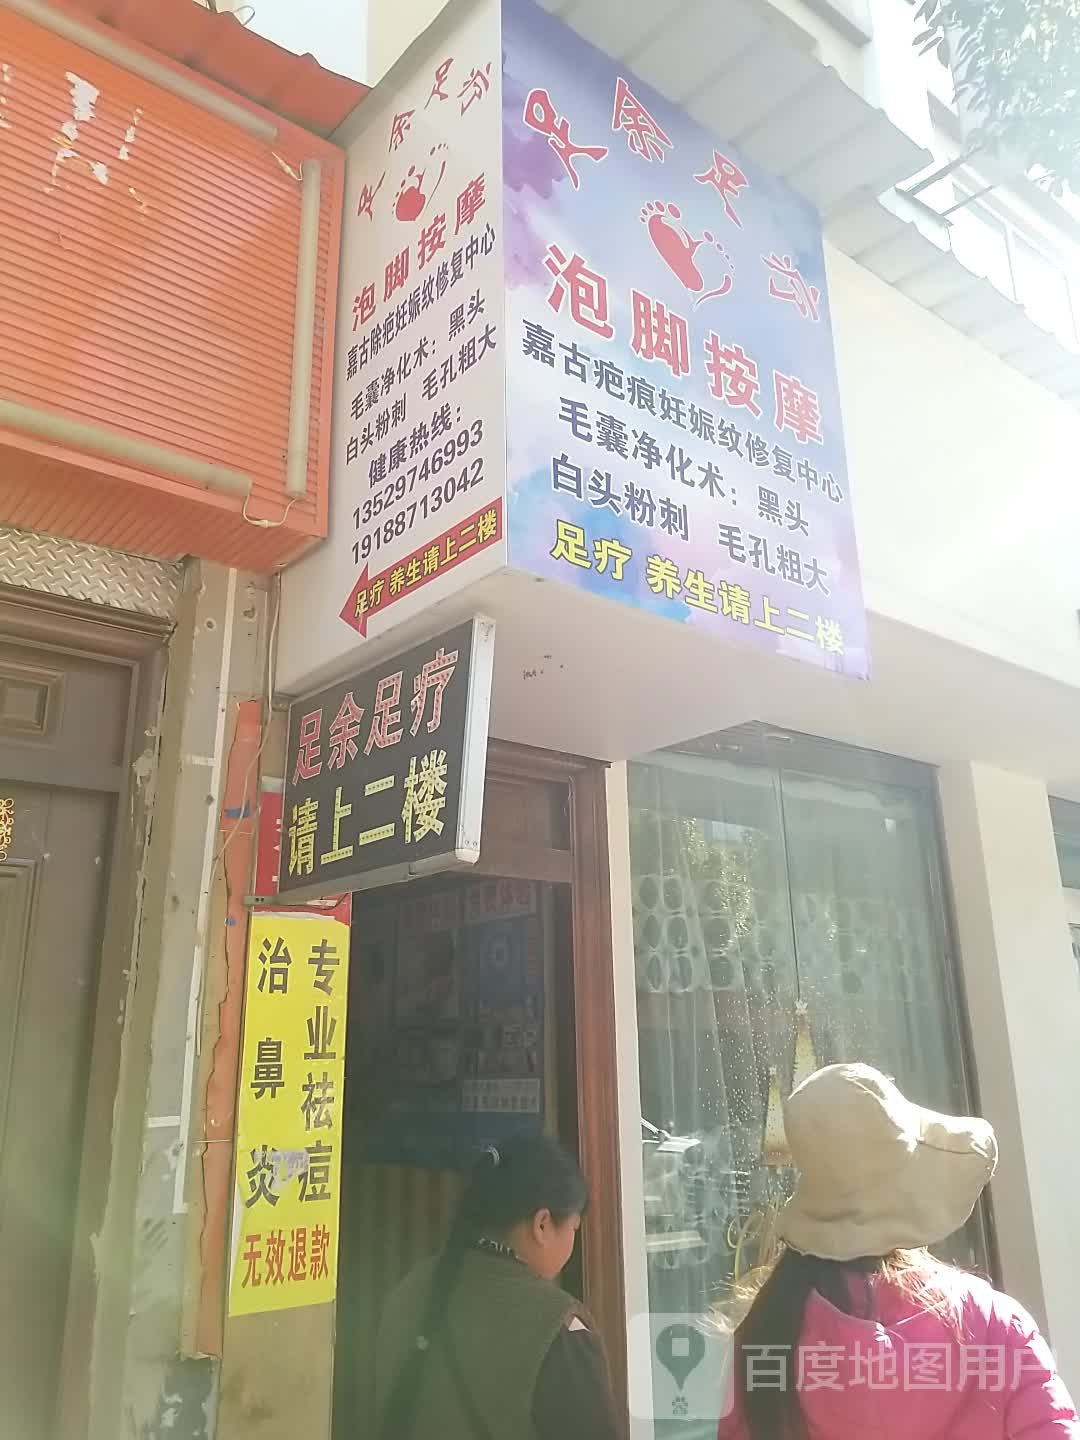 足余足疗
泡脚按摩
嘉古除疤妊娠纹修复中心
毛囊净化术：黑头
白头粉刺 毛孔粗大
健康热线：
13529746993
19188713042
足疗 养生请上二楼
足余足疗
泡脚按摩
嘉古疤痕妊娠纹修复中心
毛囊净化术：黑头
白头粉刺 毛孔粗大
足疗 养生请上二楼
足余足疗
请上二楼
专业祛痘
治鼻炎
无效退款
百度地图用户